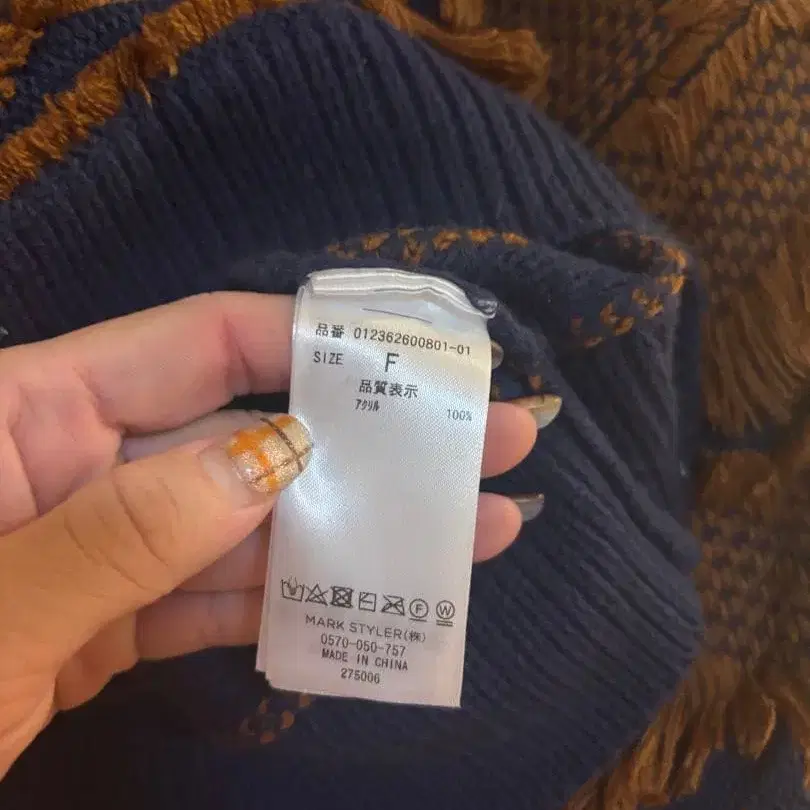 品番 012362600801-01
SIZE F
品質表示
アクリル 100%
F W
MARK STYLER(株)
0570-050-757
MADE IN CHINA
275006